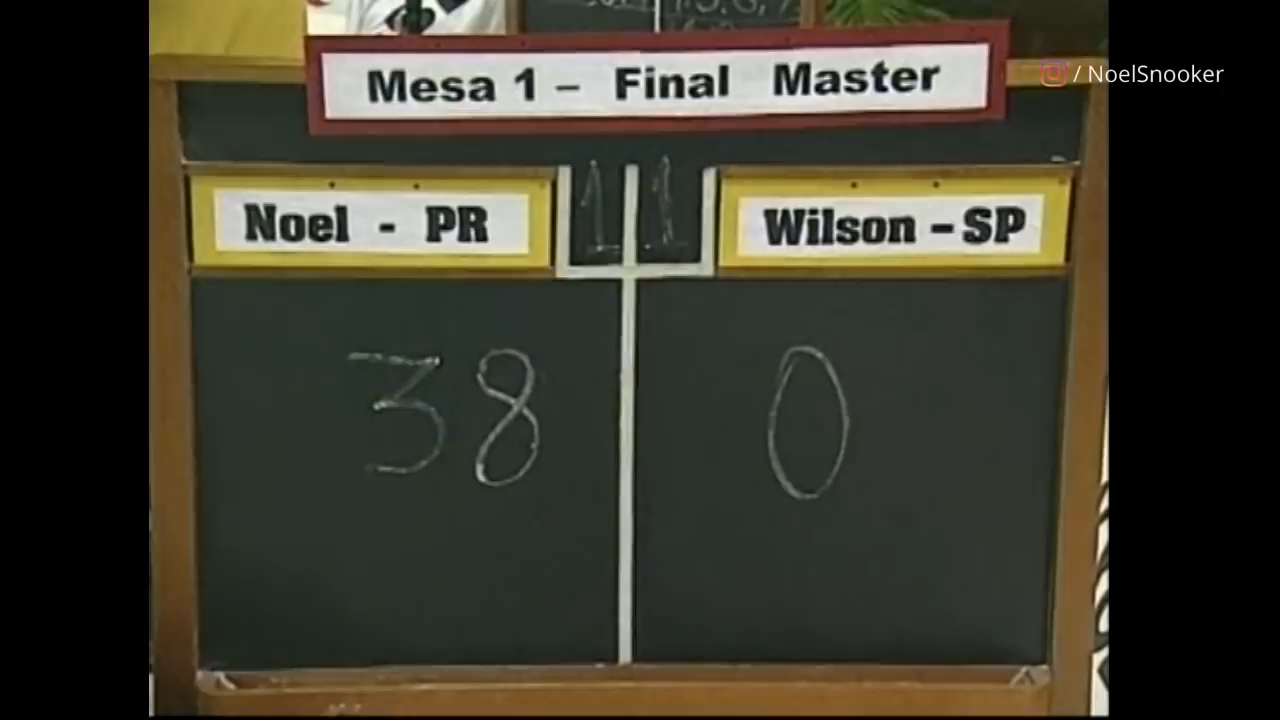 Mesa 1 – Final Master
/ NoelSnooker
Noel - PR
1 1
Wilson – SP
38
0